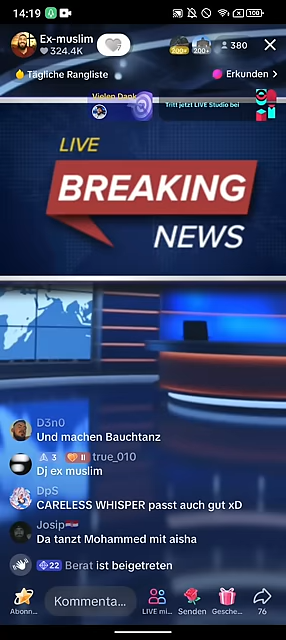 14:19
100
Ex-muslim
324.4K
200+
200+
380
Tägliche Rangliste
Erkunden >
Vielen Dank
Tritt jetzt LIVE Studio bei
LIVE
BREAKING
NEWS
D3n0
Und machen Bauchtanz
3 II true_010
Dj ex muslim
DpS
CARELESS WHISPER passt auch gut xD
Josip
Da tanzt Mohammed mit aisha
22 Berat ist beigetreten
Abonn...
Kommenta...
LIVE mi...
Senden
Gesche...
76